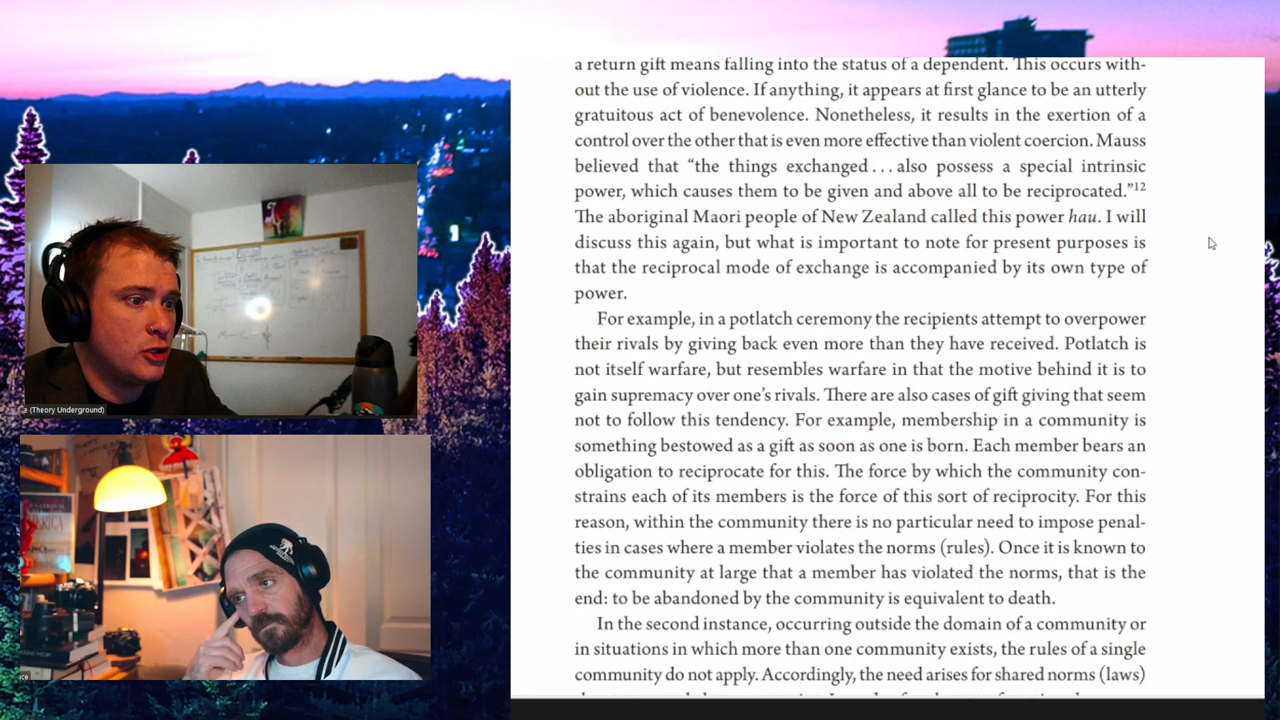 a return gift means falling into the status of a dependent. This occurs with-
out the use of violence. If anything, it appears at first glance to be an utterly
gratuitous act of benevolence. Nonetheless, it results in the exertion of a
control over the other that is even more effective than violent coercion. Mauss
believed that “the things exchanged . . . also possess a special intrinsic
power, which causes them to be given and above all to be reciprocated.”12
The aboriginal Maori people of New Zealand called this power hau. I will
discuss this again, but what is important to note for present purposes is
that the reciprocal mode of exchange is accompanied by its own type of
power.
For example, in a potlatch ceremony the recipients attempt to overpower
their rivals by giving back even more than they have received. Potlatch is
not itself warfare, but resembles warfare in that the motive behind it is to
gain supremacy over one’s rivals. There are also cases of gift giving that seem
not to follow this tendency. For example, membership in a community is
something bestowed as a gift as soon as one is born. Each member bears an
obligation to reciprocate for this. The force by which the community con-
strains each of its members is the force of this sort of reciprocity. For this
reason, within the community there is no particular need to impose penal-
ties in cases where a member violates the norms (rules). Once it is known to
the community at large that a member has violated the norms, that is the
end: to be abandoned by the community is equivalent to death.
In the second instance, occurring outside the domain of a community or
in situations in which more than one community exists, the rules of a single
community do not apply. Accordingly, the need arises for shared norms (laws)
(Theory Underground)